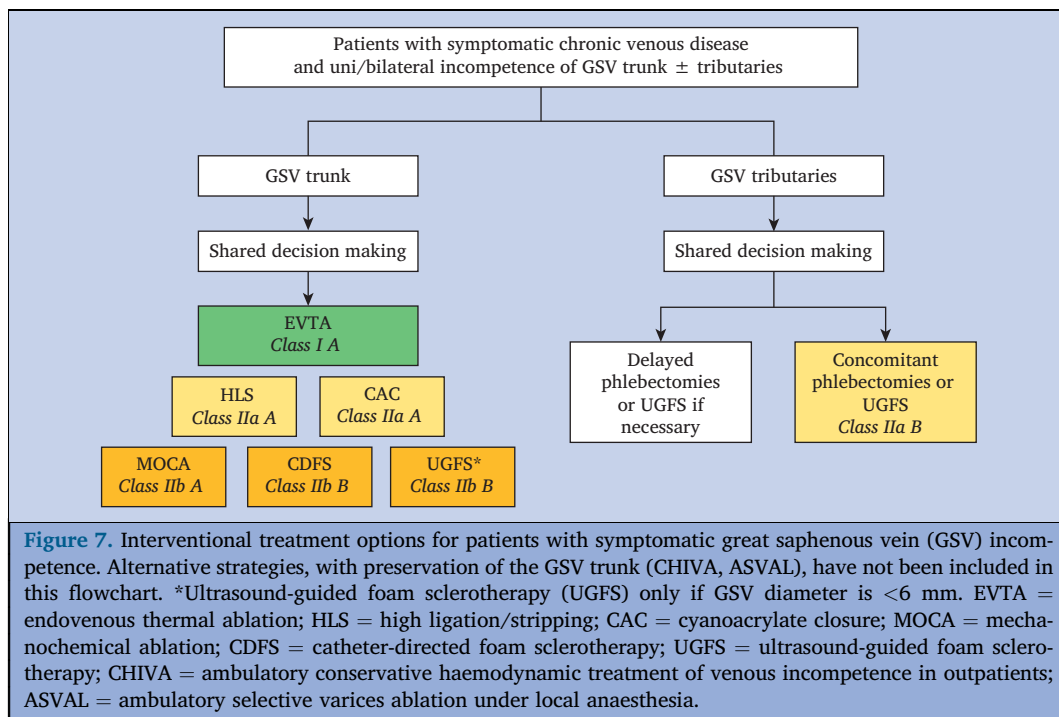 Patients with symptomatic chronic venous disease
and uni/bilateral incompetence of GSV trunk ± tributaries
GSV trunk
GSV tributaries
Shared decision making
Shared decision making
EVTA
Class I A
HLS
Class IIa A
CAC
Class IIa A
MOCA
Class IIb A
CDFS
Class IIb B
UGFS*
Class IIb B
Delayed
phlebectomies
or UGFS if
necessary
Concomitant
phlebectomies or
UGFS
Class IIa B
Figure 7. Interventional treatment options for patients with symptomatic great saphenous vein (GSV) incom-
petence. Alternative strategies, with preservation of the GSV trunk (CHIVA, ASVAL), have not been included in
this flowchart. *Ultrasound-guided foam sclerotherapy (UGFS) only if GSV diameter is <6 mm. EVTA =
endovenous thermal ablation; HLS = high ligation/stripping; CAC = cyanoacrylate closure; MOCA = mecha-
nochemical ablation; CDFS = catheter-directed foam sclerotherapy; UGFS = ultrasound-guided foam sclero-
therapy; CHIVA = ambulatory conservative haemodynamic treatment of venous incompetence in outpatients;
ASVAL = ambulatory selective varices ablation under local anaesthesia.